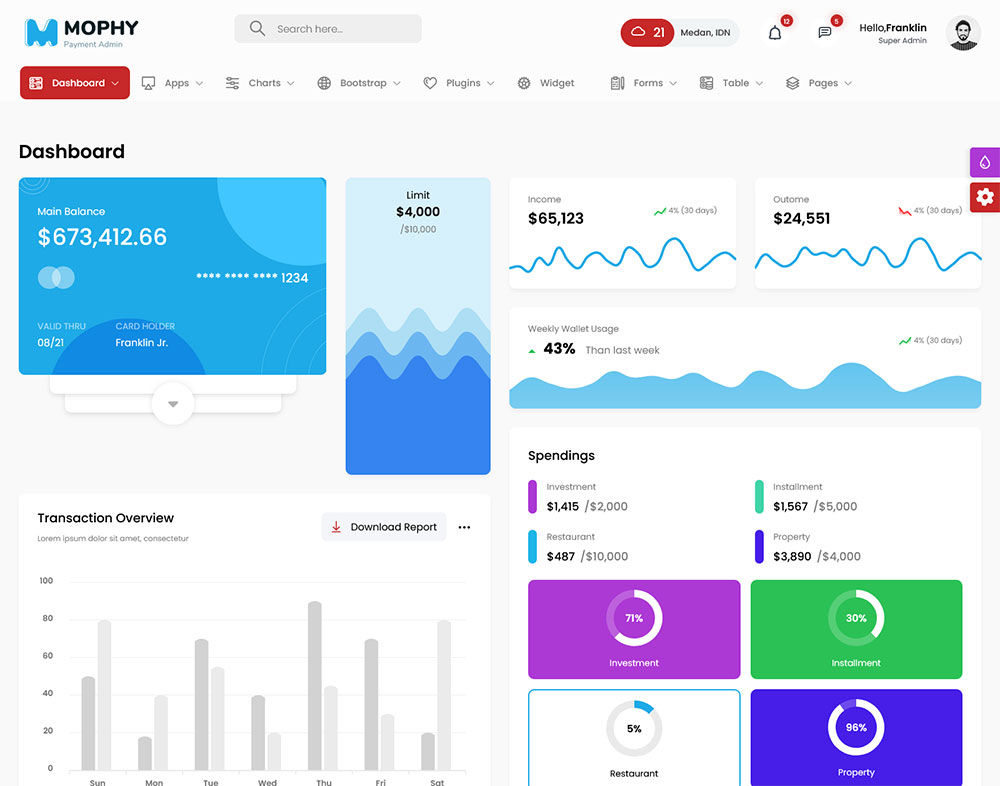 MOPHY
Payment Admin
Search here...
21
Medan, IDN
12
5
Hello,Franklin
Super Admin
Dashboard
Apps
Charts
Bootstrap
Plugins
Widget
Forms
Table
Pages
Dashboard
Main Balance
$673,412.66
**** **** **** 1234
VALID THRU
CARD HOLDER
08/21
Franklin Jr.
Limit
$4,000
/$10,000
Income
$65,123
4% (30 days)
Outome
$24,551
4% (30 days)
Weekly Wallet Usage
43% Than last week
4% (30 days)
Transaction Overview
Lorem ipsum dolor sit amet, consectetur
Download Report
100
80
60
40
20
0
Sun Mon Tue Wed Thu Fri Sat
Spendings
Investment
$1,415 /$2,000
Installment
$1,567 /$5,000
Restaurant
$487 /$10,000
Property
$3,890 /$4,000
71%
Investment
30%
Installment
5%
Restaurant
96%
Property